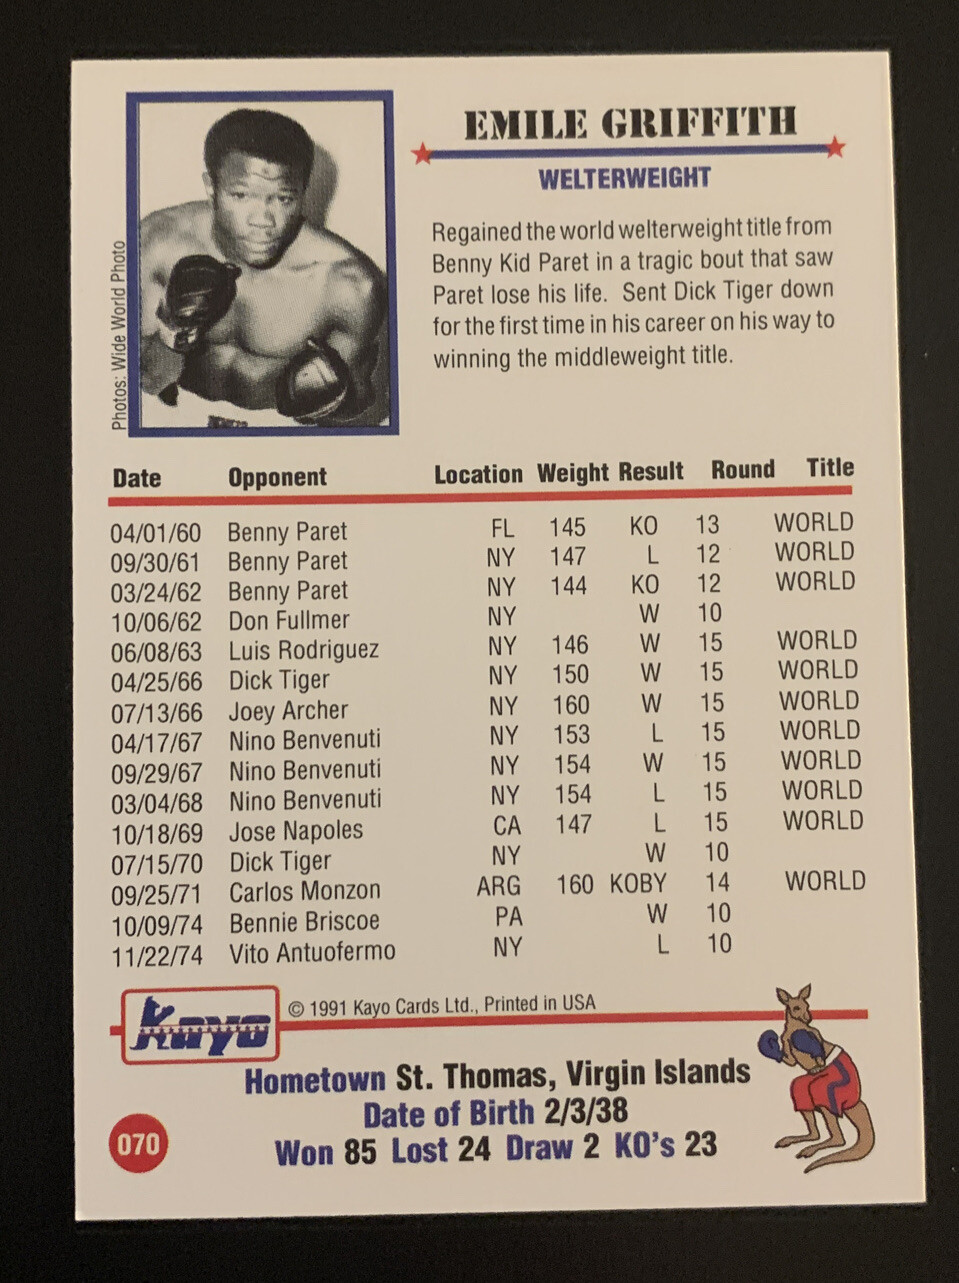 EMILE GRIFFITH
WELTERWEIGHT
Regained the world welterweight title from
Benny Kid Paret in a tragic bout that saw
Paret lose his life. Sent Dick Tiger down
for the first time in his career on his way to
winning the middleweight title.
Photos: Wide World Photo
Date Opponent Location Weight Result Round Title
04/01/60 Benny Paret FL 145 KO 13 WORLD
09/30/61 Benny Paret NY 147 L 12 WORLD
03/24/62 Benny Paret NY 144 KO 12 WORLD
10/06/62 Don Fullmer NY W 10
06/08/63 Luis Rodriguez NY 146 W 15 WORLD
04/25/66 Dick Tiger NY 150 W 15 WORLD
07/13/66 Joey Archer NY 160 W 15 WORLD
04/17/67 Nino Benvenuti NY 153 L 15 WORLD
09/29/67 Nino Benvenuti NY 154 W 15 WORLD
03/04/68 Nino Benvenuti NY 154 L 15 WORLD
10/18/69 Jose Napoles CA 147 L 15 WORLD
07/15/70 Dick Tiger NY W 10
09/25/71 Carlos Monzon ARG 160 KOBY 14 WORLD
10/09/74 Bennie Briscoe PA W 10
11/22/74 Vito Antuofermo NY L 10
Kayo © 1991 Kayo Cards Ltd., Printed in USA
Hometown St. Thomas, Virgin Islands
Date of Birth 2/3/38
070 Won 85 Lost 24 Draw 2 KO's 23